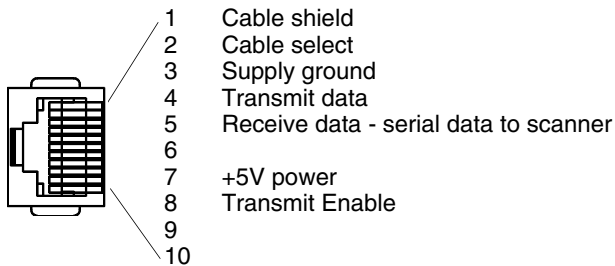 1 Cable shield
2 Cable select
3 Supply ground
4 Transmit data
5 Receive data - serial data to scanner
6
7 +5V power
8 Transmit Enable
9
10